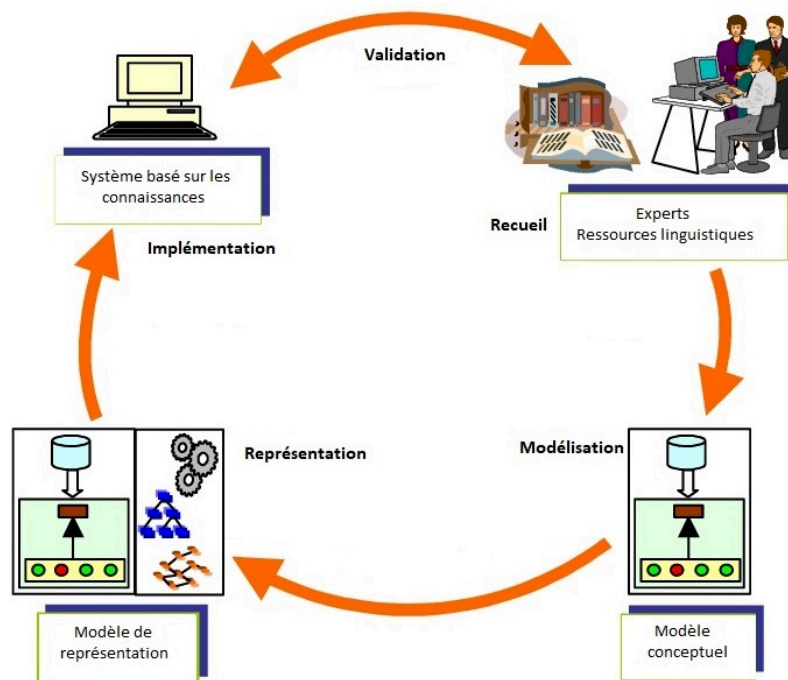 Validation
Système basé sur les
connaissances
Experts
Ressources linguistiques
Recueil
Implémentation
Représentation
Modélisation
Modèle de
représentation
Modèle
conceptuel